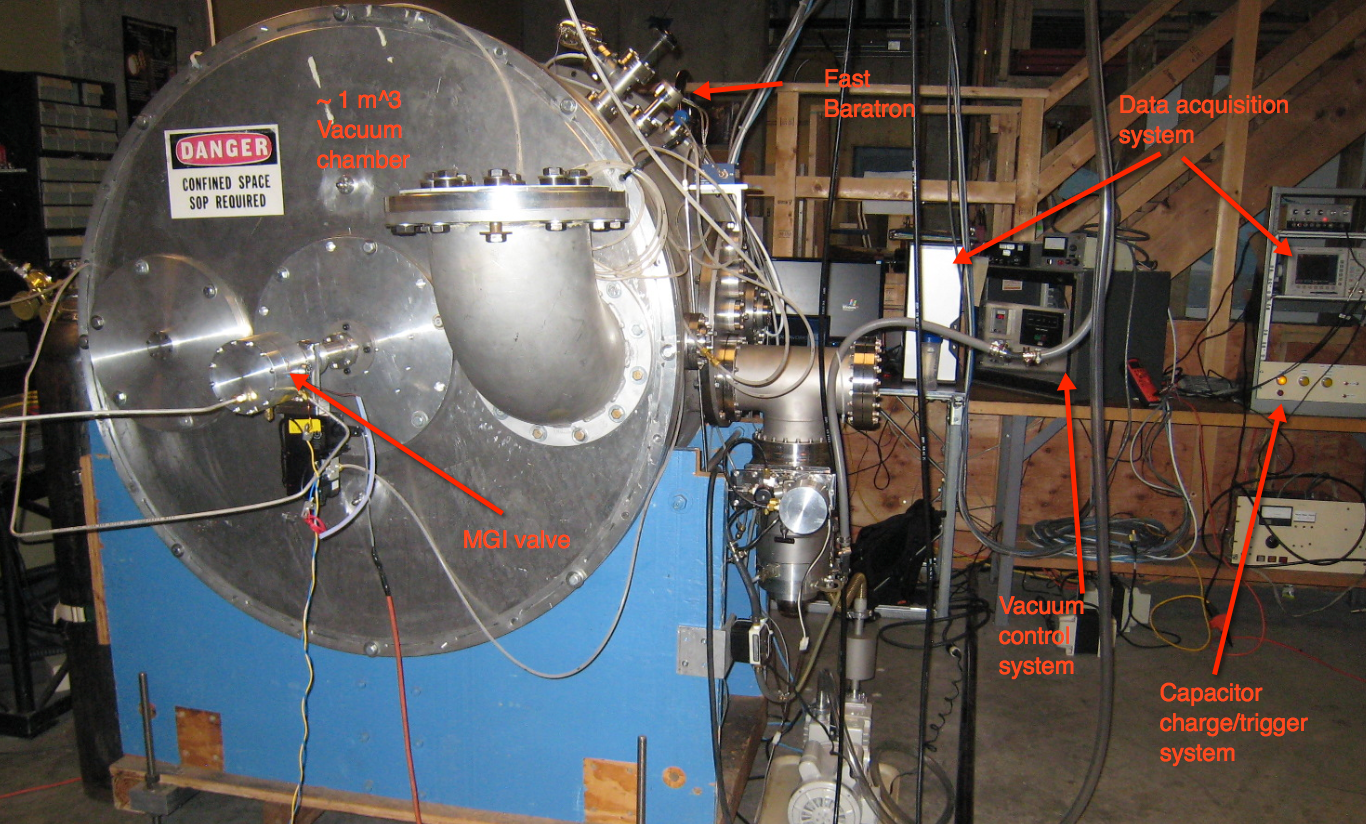 ~ 1 m^3
Vacuum
chamber
Fast
Baratron
Data acquisition
system
DANGER
CONFINED SPACE
SOP REQUIRED
MGI valve
Vacuum
control
system
Capacitor
charge/trigger
system